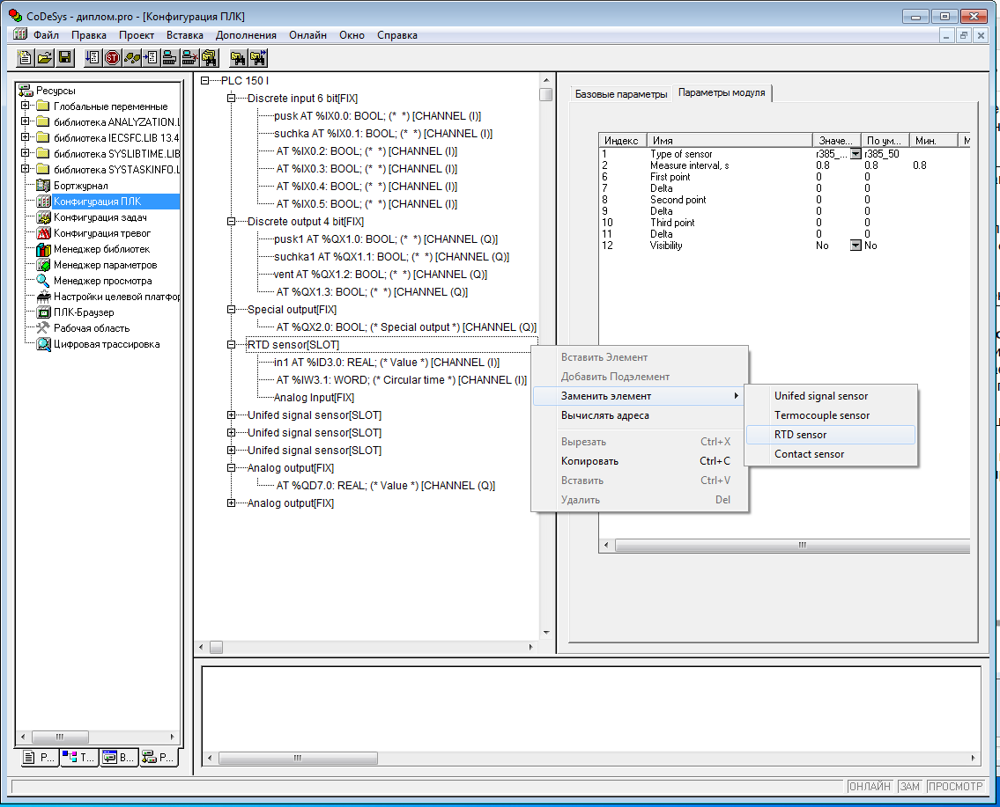 CoDeSys - диплом.pro - [Конфигурация ПЛК]
Файл Правка Проект Вставка Дополнения Онлайн Окно Справка
Ресурсы
Глобальные переменные
библиотека ANALYZATION.L
библиотека IECSFC.LIB 13.4
библиотека SYSLIBTIME.LIB
библиотека SYSTASKINFO.L
Бортжурнал
Конфигурация ПЛК
Конфигурация задач
Конфигурация тревог
Менеджер библиотек
Менеджер параметров
Менеджер просмотра
Настройки целевой платфор
ПЛК-Браузер
Рабочая область
Цифровая трассировка
Р... Т... В... Р...
PLC 150 I
Discrete input 6 bit[FIX]
pusk AT %IX0.0: BOOL; (* *) [CHANNEL (I)]
suchka AT %IX0.1: BOOL; (* *) [CHANNEL (I)]
AT %IX0.2: BOOL; (* *) [CHANNEL (I)]
AT %IX0.3: BOOL; (* *) [CHANNEL (I)]
AT %IX0.4: BOOL; (* *) [CHANNEL (I)]
AT %IX0.5: BOOL; (* *) [CHANNEL (I)]
Discrete output 4 bit[FIX]
pusk1 AT %QX1.0: BOOL; (* *) [CHANNEL (Q)]
suchka1 AT %QX1.1: BOOL; (* *) [CHANNEL (Q)]
vent AT %QX1.2: BOOL; (* *) [CHANNEL (Q)]
AT %QX1.3: BOOL; (* *) [CHANNEL (Q)]
Special output[FIX]
AT %QX2.0: BOOL; (* Special output *) [CHANNEL (Q)]
RTD sensor[SLOT]
in1 AT %ID3.0: REAL; (* Value *) [CHANNEL (I)]
AT %IW3.1: WORD; (* Circular time *) [CHANNEL (I)]
Analog Input[FIX]
Unifed signal sensor[SLOT]
Unifed signal sensor[SLOT]
Unifed signal sensor[SLOT]
Analog output[FIX]
AT %QD7.0: REAL; (* Value *) [CHANNEL (Q)]
Analog output[FIX]
Базовые параметры Параметры модуля
Индекс Имя Значе... По ум... Мин. М
1 Type of sensor r385_... r385_50
2 Measure interval, s 0.8 0.8 0.8
6 First point 0 0
7 Delta 0 0
8 Second point 0 0
9 Delta 0 0
10 Third point 0 0
11 Delta 0 0
12 Visibility No No
Вставить Элемент
Добавить Подэлемент
Заменить элемент
Вычислять адреса
Вырезать Ctrl+X
Копировать Ctrl+C
Вставить Ctrl+V
Удалить Del
Unifed signal sensor
Termocouple sensor
RTD sensor
Contact sensor
ОНЛАЙН ЗАМ ПРОСМОТР